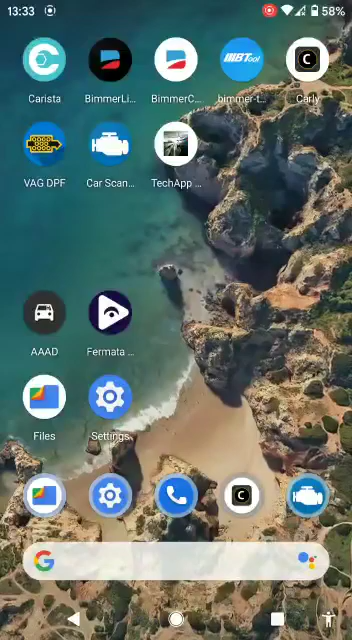 13:33 58%
Carista BimmerLi... BimmerC... bimmer-t... Carly
VAG DPF Car Scan... TechApp ...
AAAD Fermata ...
Files Settings